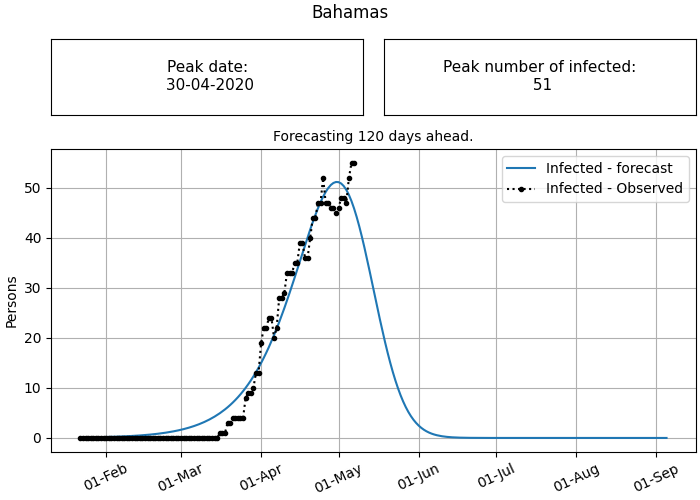 Bahamas
Peak date:
30-04-2020
Peak number of infected:
51
Forecasting 120 days ahead.
Infected - forecast
Infected - Observed
Persons
50
40
30
20
10
0
01-Feb
01-Mar
01-Apr
01-May
01-Jun
01-Jul
01-Aug
01-Sep